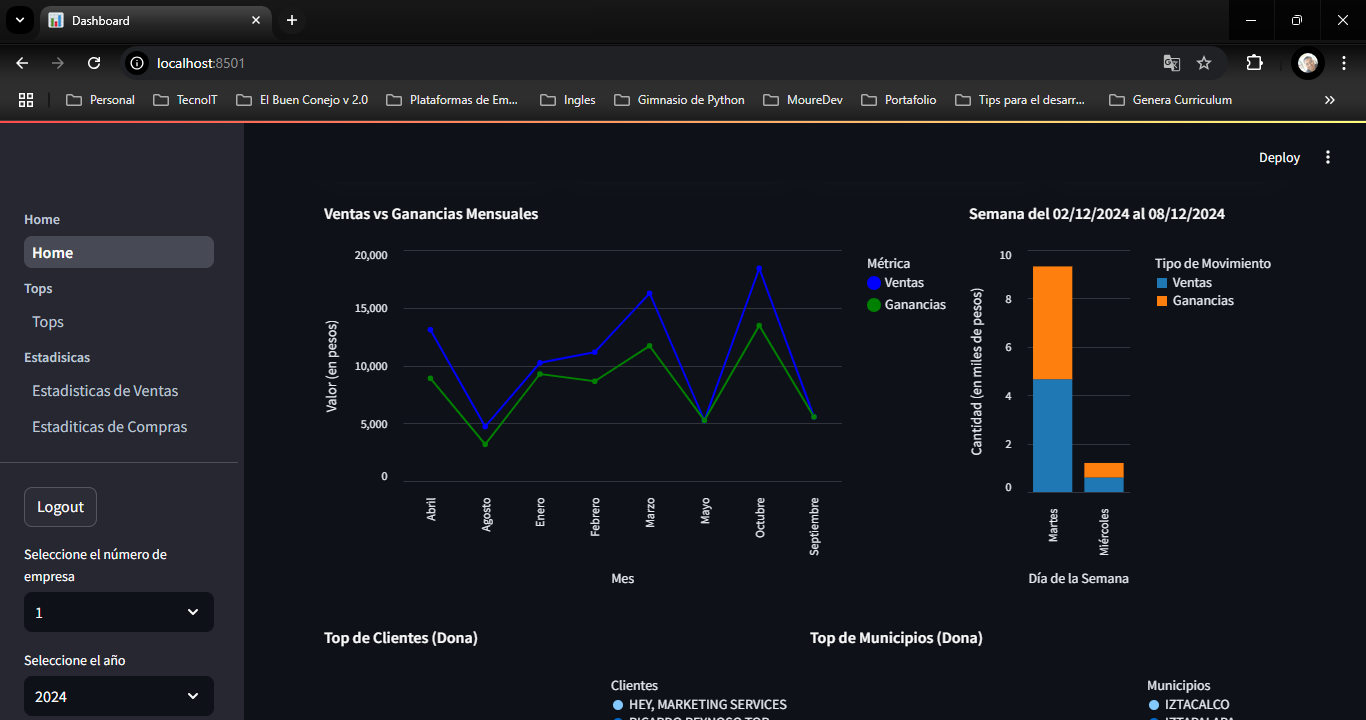 Dashboard
localhost:8501
Personal
TecnoIT
El Buen Conejo v 2.0
Plataformas de Em...
Ingles
Gimnasio de Python
MoureDev
Portafolio
Tips para el desarr...
Genera Curriculum
Deploy
Home
Home
Tops
Tops
Estadisicas
Estadisticas de Ventas
Estaditicas de Compras
Logout
Seleccione el número de
empresa
1
Seleccione el año
2024
Ventas vs Ganancias Mensuales
20,000
15,000
10,000
5,000
0
Valor (en pesos)
Abril
Agosto
Enero
Febrero
Marzo
Mayo
Octubre
Septiembre
Mes
Métrica
Ventas
Ganancias
Semana del 02/12/2024 al 08/12/2024
10
8
6
4
2
0
Cantidad (en miles de pesos)
Martes
Miércoles
Día de la Semana
Tipo de Movimiento
Ventas
Ganancias
Top de Clientes (Dona)
Clientes
HEY, MARKETING SERVICES
RICARDO REYNOSO TOP
Top de Municipios (Dona)
Municipios
IZTACALCO
IZTAPALAPA